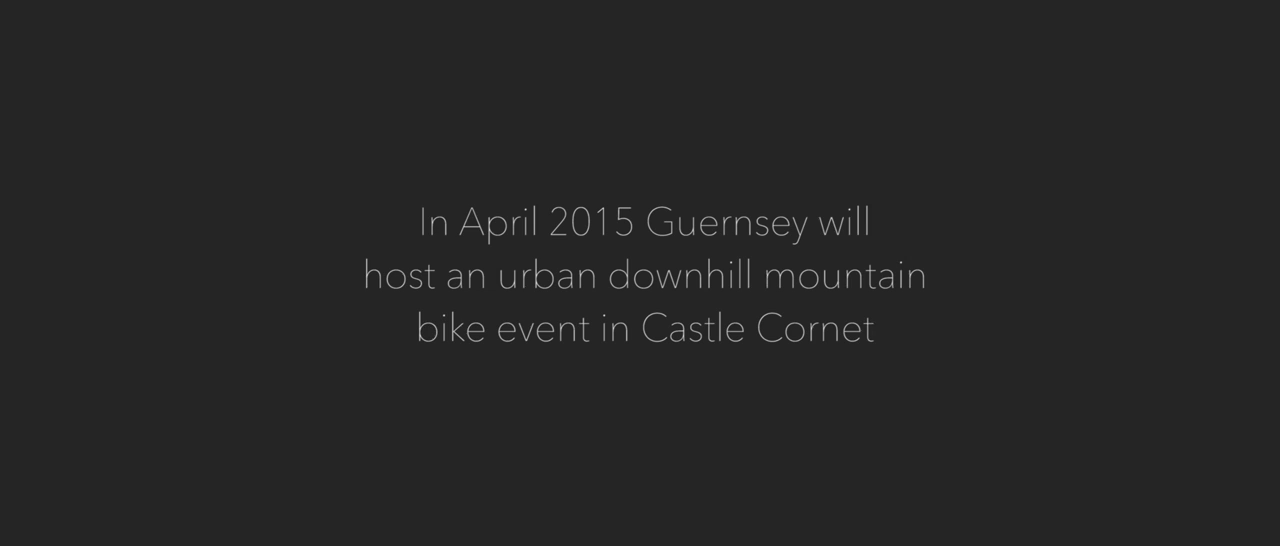 In April 2015 Guernsey will
host an urban downhill mountain
bike event in Castle Cornet